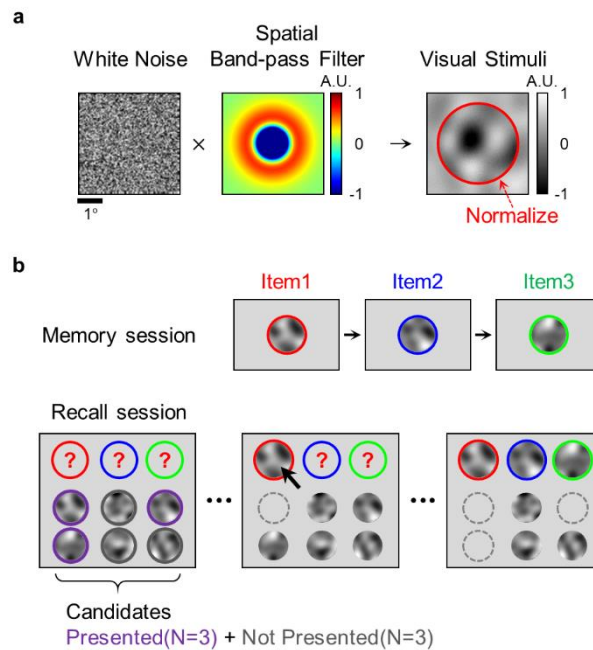 a
White Noise
Spatial
Band-pass Filter
Visual Stimuli
A.U.
A.U.
1
0
-1
×
→
1
0
-1
1°
Normalize
b
Item1
Item2
Item3
Memory session
Recall session
? ? ?
? ?
... ...
Candidates
Presented(N=3) + Not Presented(N=3)